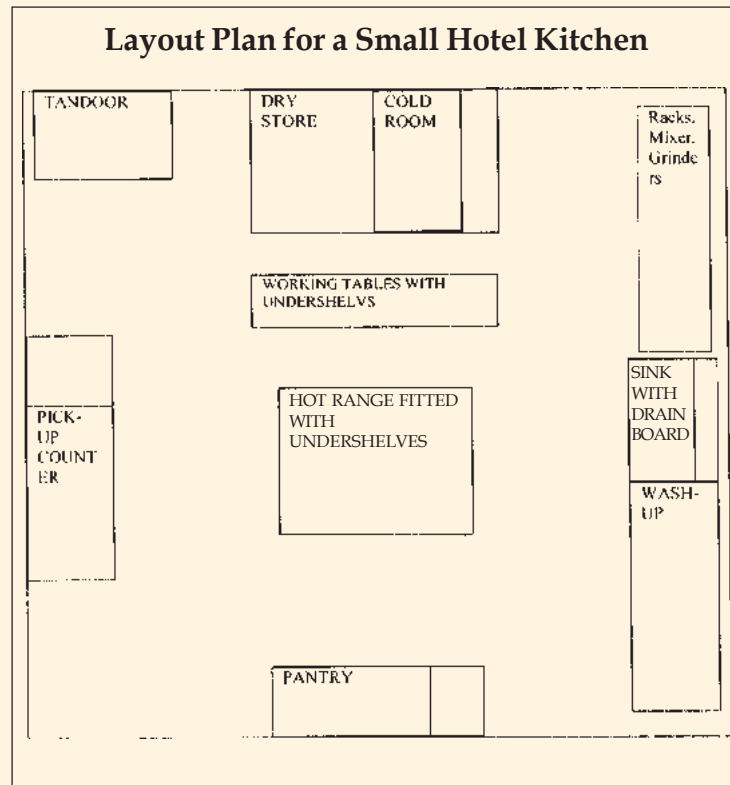 Layout Plan for a Small Hotel Kitchen
TANDOOR
DRY
STORE
COLD
ROOM
Racks.
Mixer.
Grinde
rs
WORKING TABLES WITH
UNDERSHELVS
HOT RANGE FITTED
WITH
UNDERSHELVES
PICK-
UP
COUNT
ER
SINK
WITH
DRAIN
BOARD
WASH-
UP
PANTRY